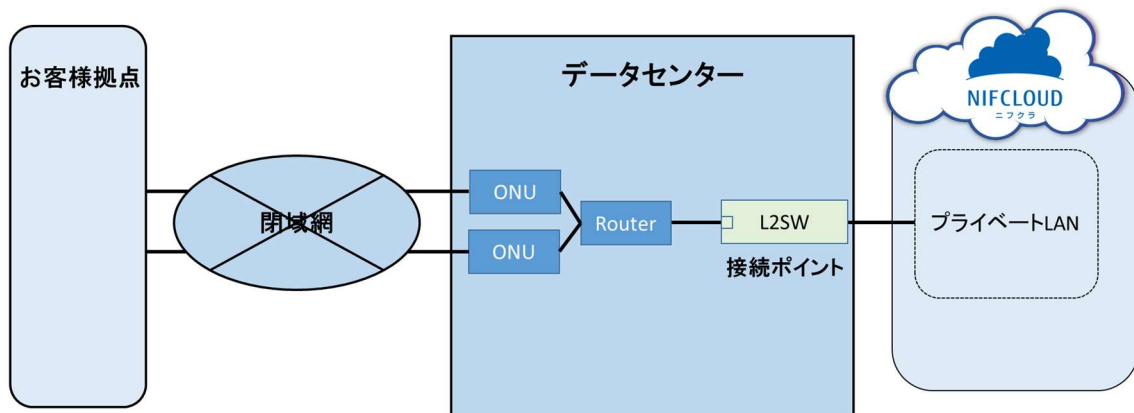 お客様拠点
閉域網
データセンター
ONU
ONU
Router
L2SW
接続ポイント
NIFCLOUD
ニフクラ
プライベートLAN